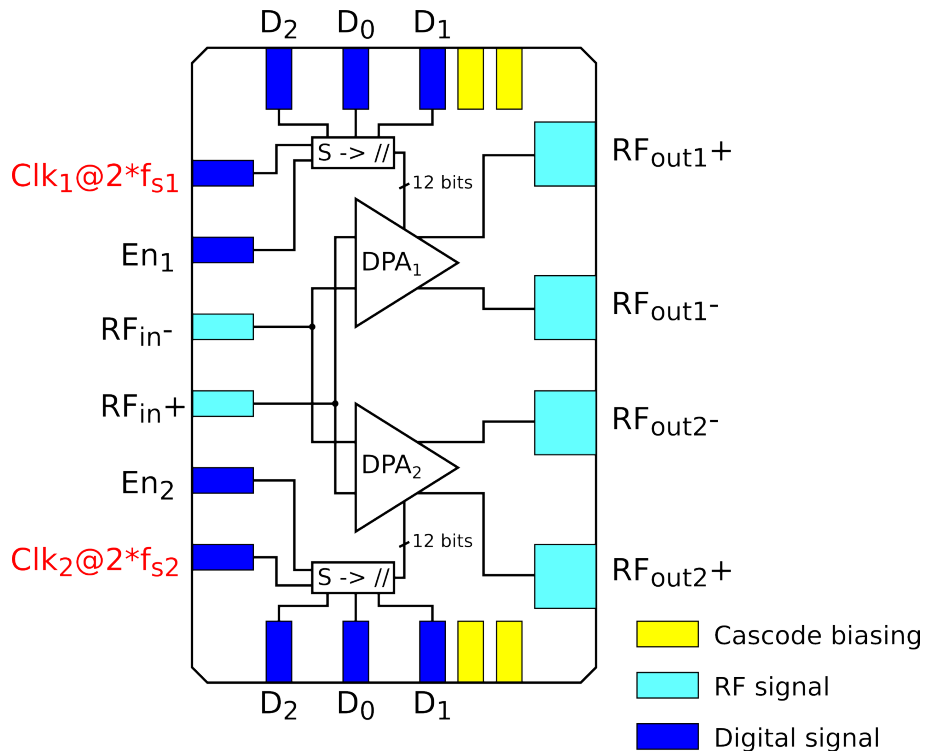 D2 D0 D1
S -> //
Clk1@2*fs1
12 bits
RFout1+
En1
DPA1
RFin-
RFout1-
RFin+
RFout2-
DPA2
En2
12 bits
Clk2@2*fs2
S -> //
RFout2+
D2 D0 D1
Cascode biasing
RF signal
Digital signal